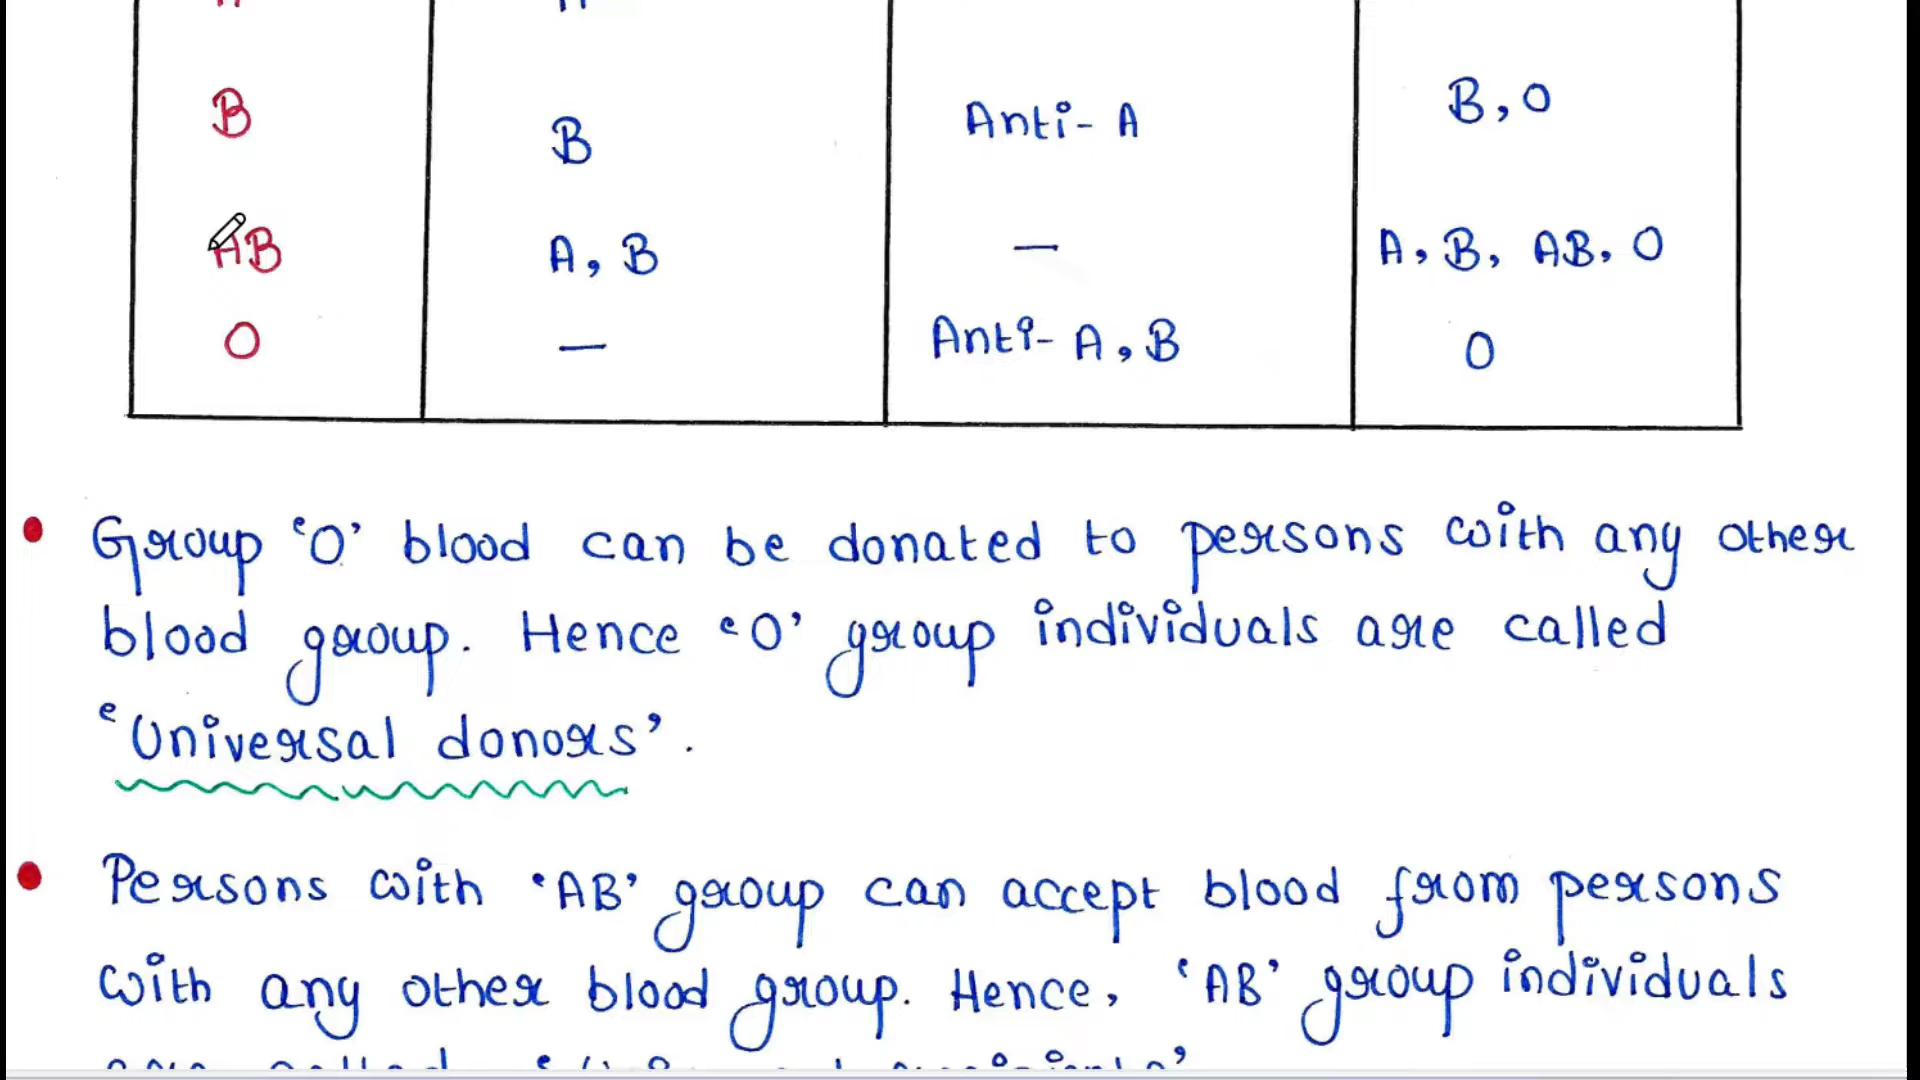 B B Anti- A B, O
AB A, B — A, B, AB, O
O — Anti- A, B O
• Group ‘O’ blood can be donated to persons with any other
blood group. Hence ‘O’ group individuals are called
‘Universal donors’.
• Persons with ‘AB’ group can accept blood from persons
with any other blood group. Hence, ‘AB’ group individuals